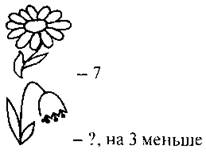 – 7
– ?, на 3 меньше